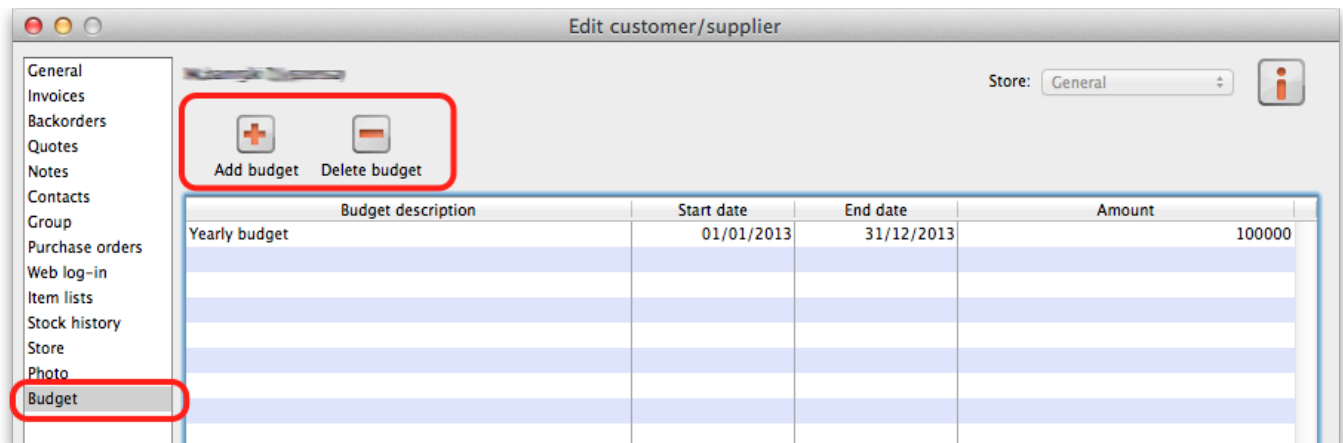 Edit customer/supplier
General
Invoices
Backorders
Quotes
Notes
Contacts
Group
Purchase orders
Web log-in
Item lists
Stock history
Store
Photo
Budget
Store: General
Add budget Delete budget
Budget description Start date End date Amount
Yearly budget 01/01/2013 31/12/2013 100000